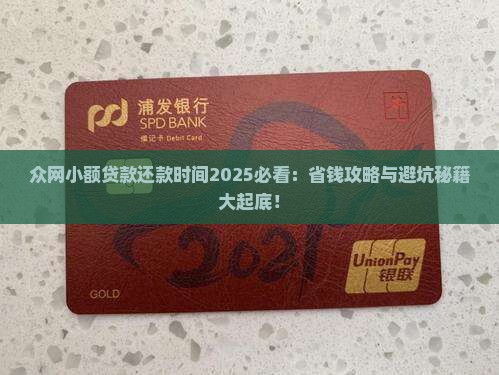 浦发银行
SPD BANK
借记卡 Debit Card
牛
众网小额贷款还款时间2025必看：省钱攻略与避坑秘籍
大起底！
2021
GOLD
UnionPay
银联